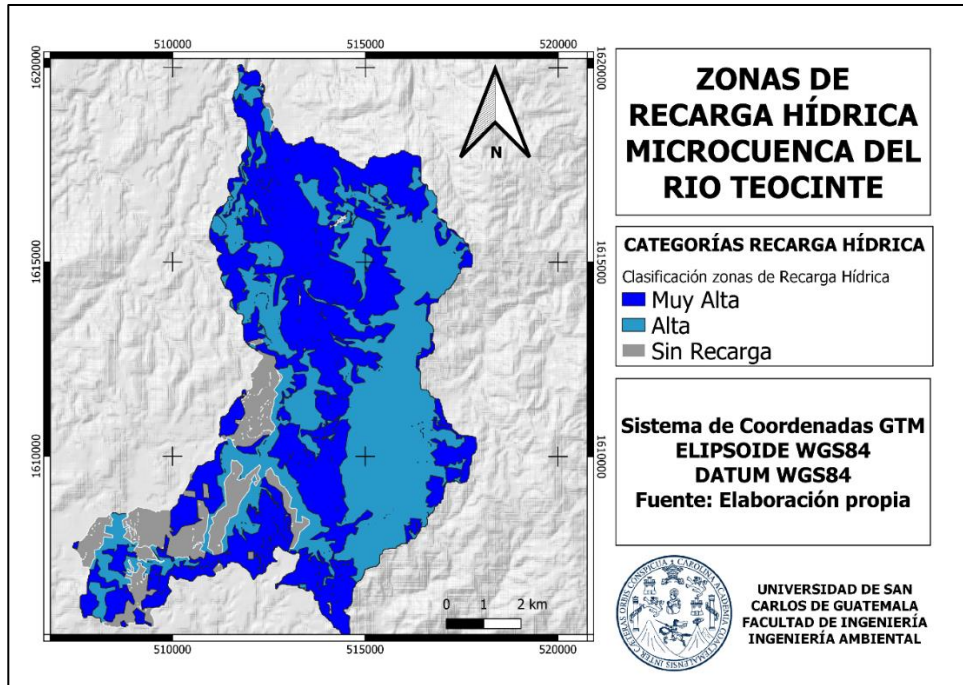 510000
515000
520000
1620000
1620000
N
1615000
1615000
1610000
1610000
0 1 2 km
510000
515000
520000
ZONAS DE
RECARGA HÍDRICA
MICROCUENCA DEL
RIO TEOCINTE
CATEGORÍAS RECARGA HÍDRICA
Clasificación zonas de Recarga Hídrica
Muy Alta
Alta
Sin Recarga
Sistema de Coordenadas GTM
ELIPSOIDE WGS84
DATUM WGS84
Fuente: Elaboración propia
UNIVERSIDAD DE SAN
CARLOS DE GUATEMALA
FACULTAD DE INGENIERÍA
INGENIERÍA AMBIENTAL